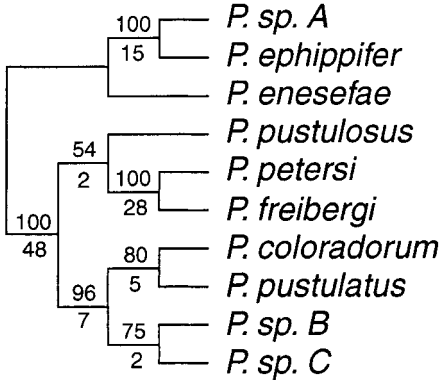 100 P. sp. A
15 P. ephippifer
P. enesefae
54 P. pustulosus
2 100 P. petersi
100 28 P. freibergi
48 80 P. coloradorum
96 5 P. pustulatus
7 75 P. sp. B
2 P. sp. C